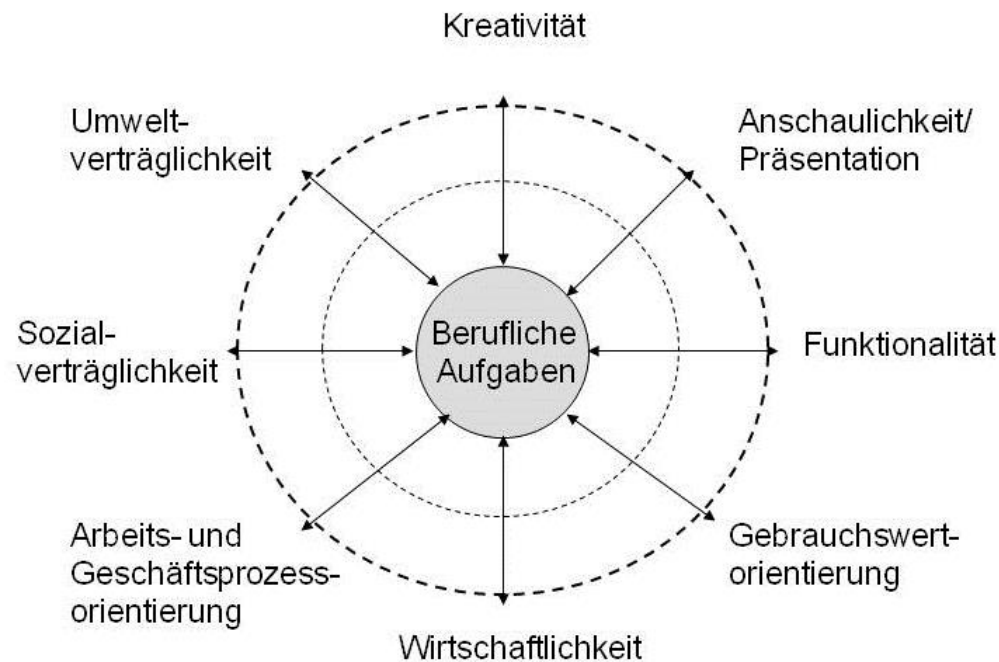 Kreativität
Umwelt-
verträglichkeit
Anschaulichkeit/
Präsentation
Sozial-
verträglichkeit
Berufliche
Aufgaben
Funktionalität
Arbeits- und
Geschäftsprozess-
orientierung
Gebrauchswert-
orientierung
Wirtschaftlichkeit